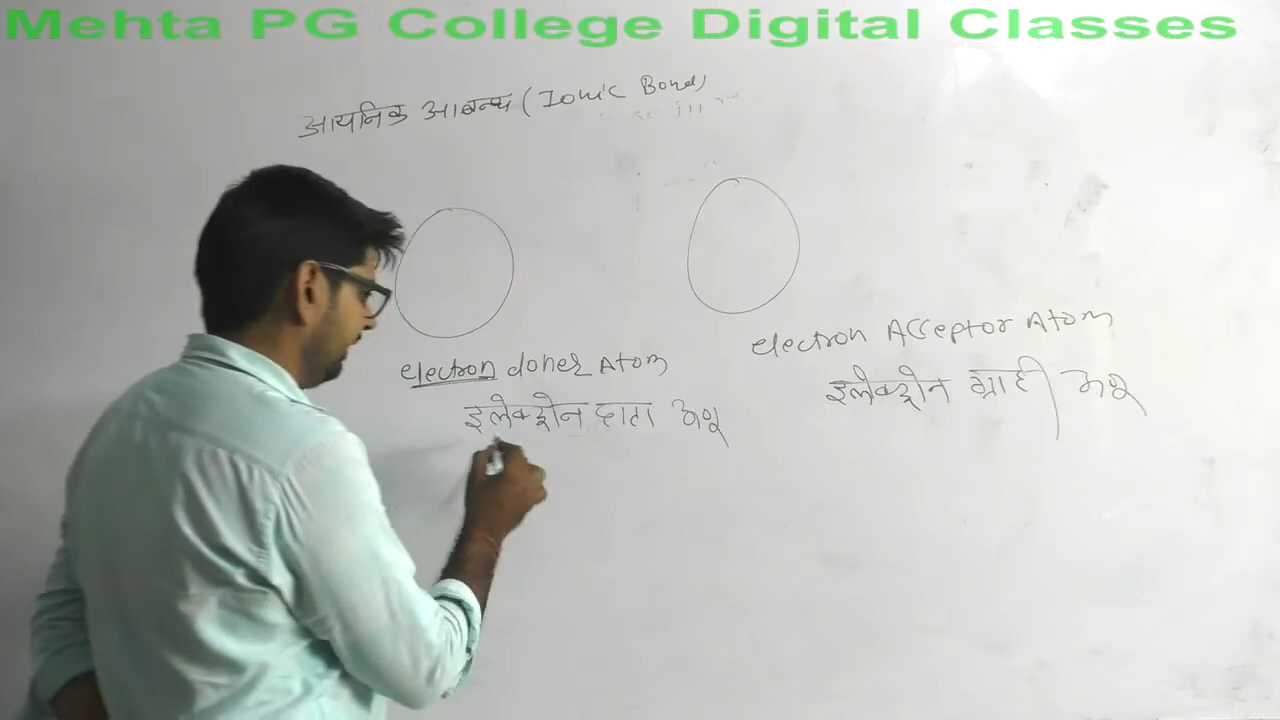 Mehta PG College Digital Classes
आयनिक आबन्ध (Ionic Bond)
electron doner Atom
इलेक्ट्रोन दाता अणु
electron Acceptor Atom
इलेक्ट्रोन ग्राही अणु